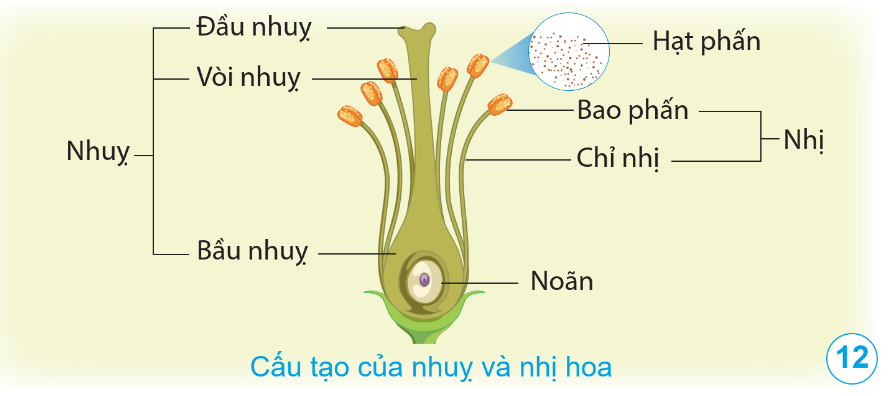 Đầu nhuỵ
Vòi nhuỵ
Nhuỵ
Bầu nhuỵ
Hạt phấn
Bao phấn
Nhị
Chỉ nhị
Noãn
Cấu tạo của nhuỵ và nhị hoa
12